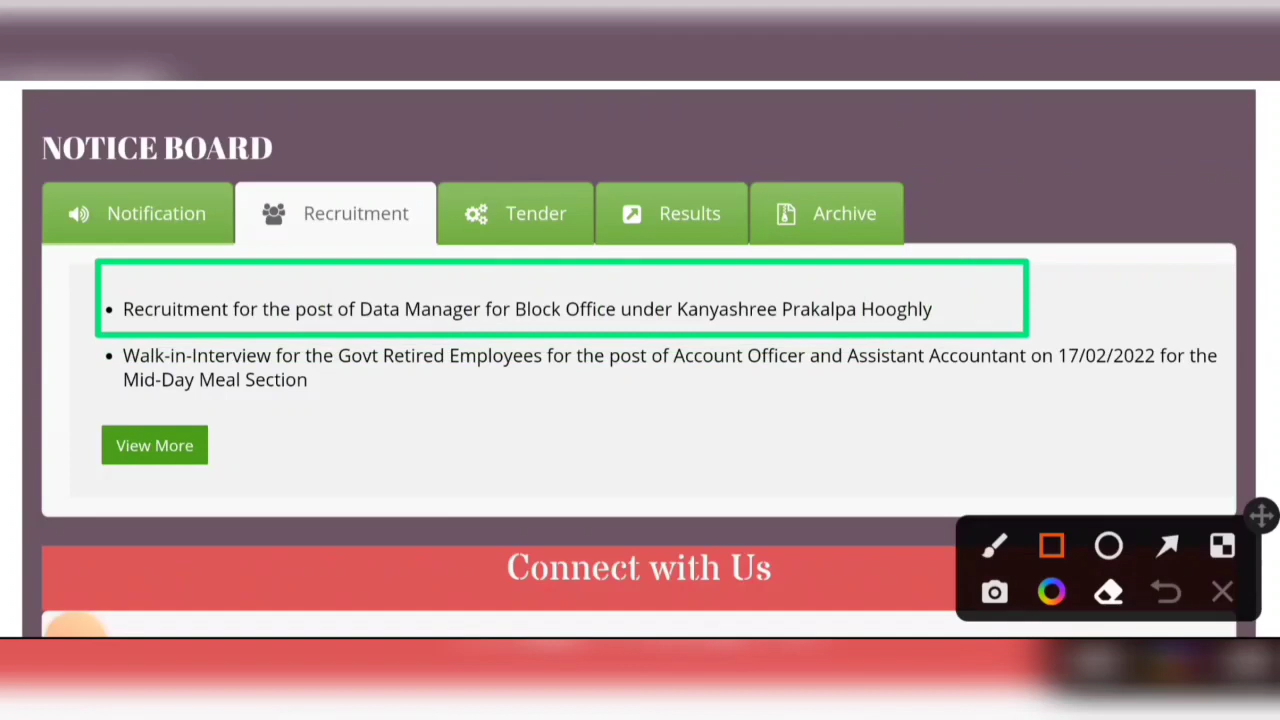 NOTICE BOARD
Notification
Recruitment
Tender
Results
Archive
Recruitment for the post of Data Manager for Block Office under Kanyashree Prakalpa Hooghly
Walk-in-Interview for the Govt Retired Employees for the post of Account Officer and Assistant Accountant on 17/02/2022 for the
Mid-Day Meal Section
View More
Connect with Us